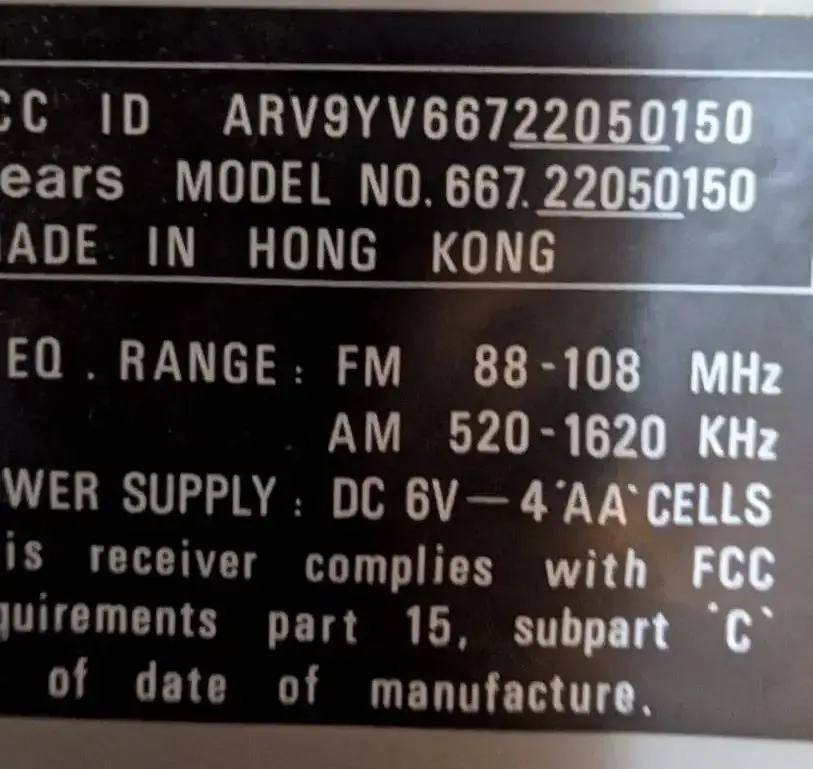 CC ID ARV9YV66722050150
ears MODEL NO. 667.22050150
ADE IN HONG KONG
EQ. RANGE: FM 88-108 MHz
AM 520-1620 KHz
WER SUPPLY: DC 6V—4 'AA' CELLS
is receiver complies with FCC
quirements part 15, subpart 'C'
of date of manufacture.